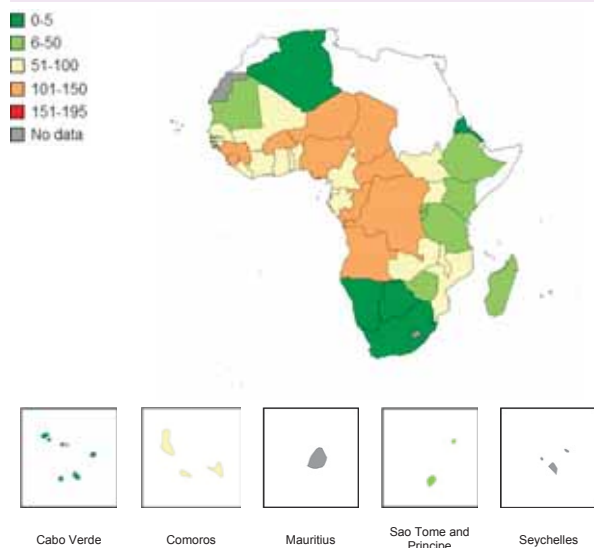 0-5
6-50
51-100
101-150
151-195
No data
Cabo Verde
Comoros
Mauritius
Sao Tome and
Principe
Seychelles